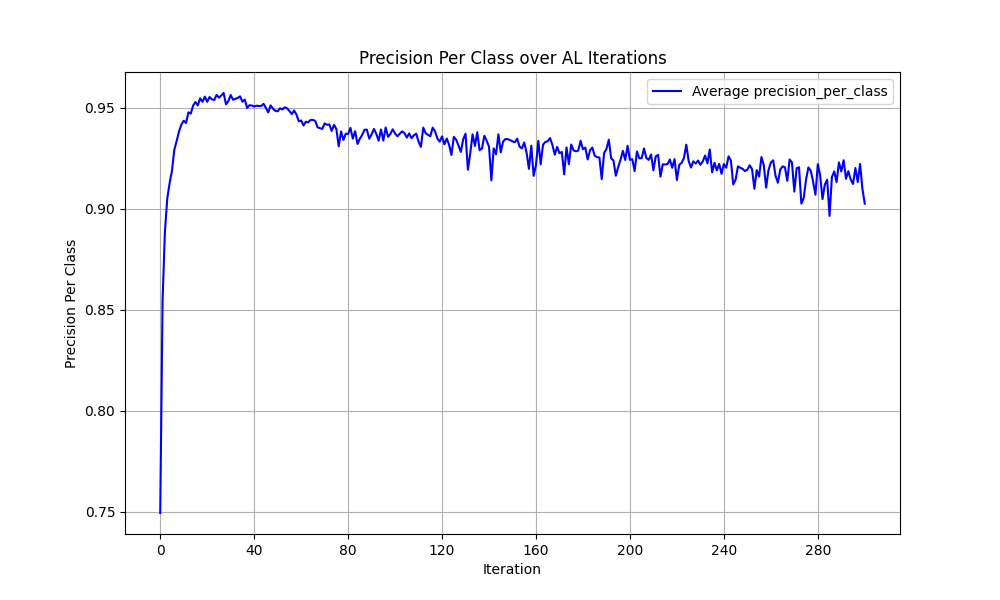 Precision Per Class over AL Iterations
Average precision_per_class
Precision Per Class
0.95
0.90
0.85
0.80
0.75
0 40 80 120 160 200 240 280
Iteration